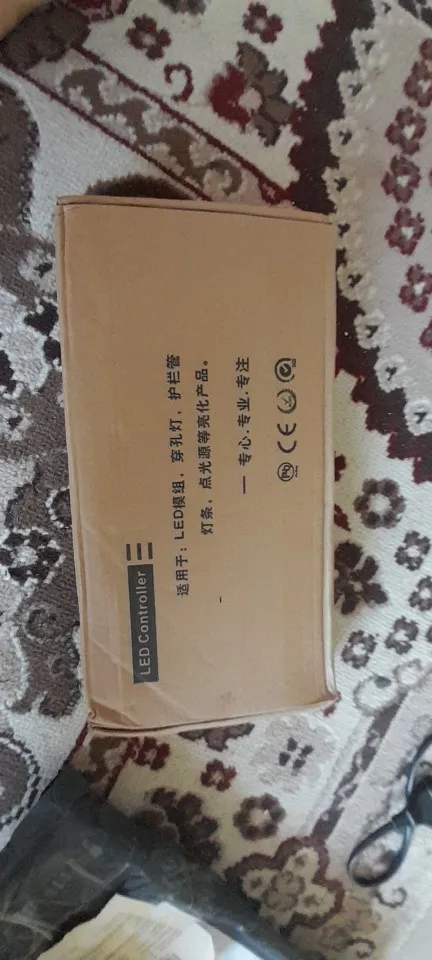 LED Controller
适用于：LED模组，穿孔灯，护栏管
灯条，点光源等亮化产品。
— 专心.专业.专注
Pb CE